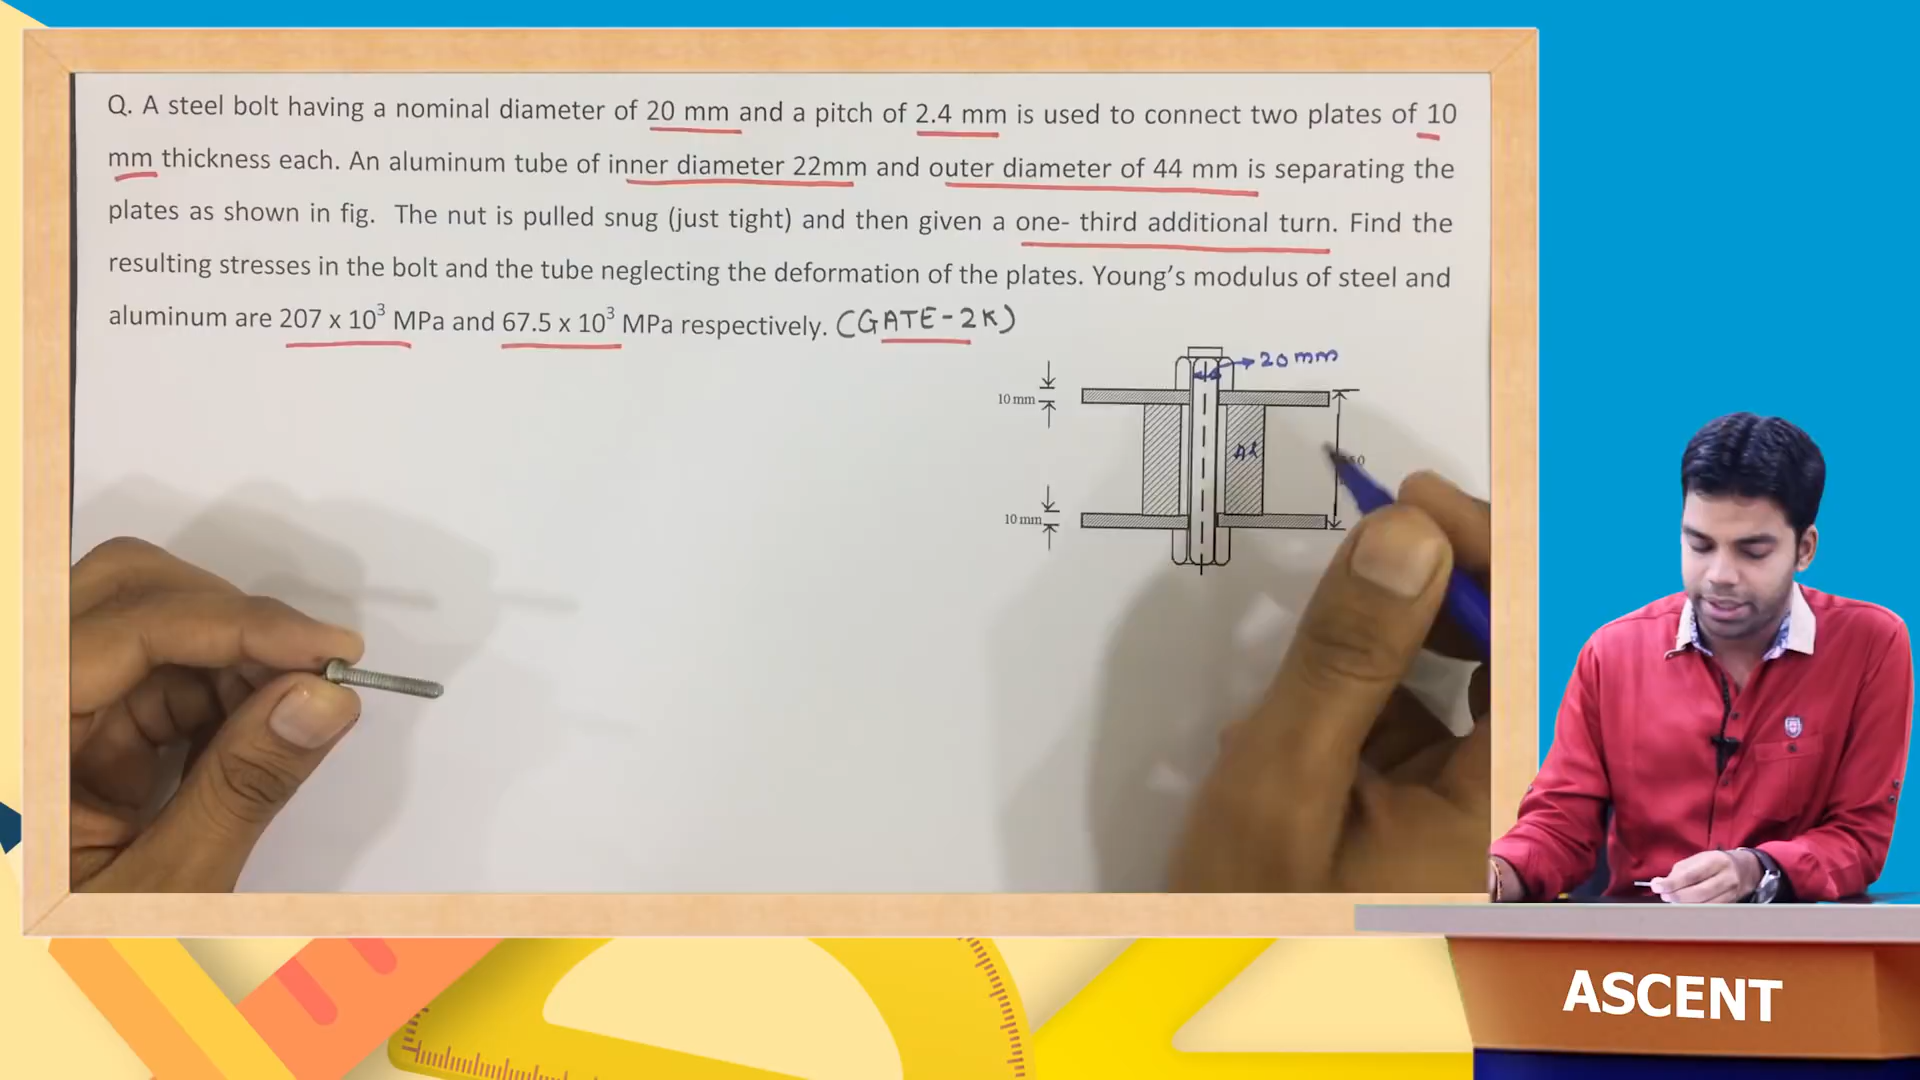 Q. A steel bolt having a nominal diameter of 20 mm and a pitch of 2.4 mm is used to connect two plates of 10
mm thickness each. An aluminum tube of inner diameter 22mm and outer diameter of 44 mm is separating the
plates as shown in fig. The nut is pulled snug (just tight) and then given a one- third additional turn. Find the
resulting stresses in the bolt and the tube neglecting the deformation of the plates. Young's modulus of steel and
aluminum are 207 x 10³ MPa and 67.5 x 10³ MPa respectively. (GATE-2K)
20 mm
10 mm
Al
10 mm
ASCENT